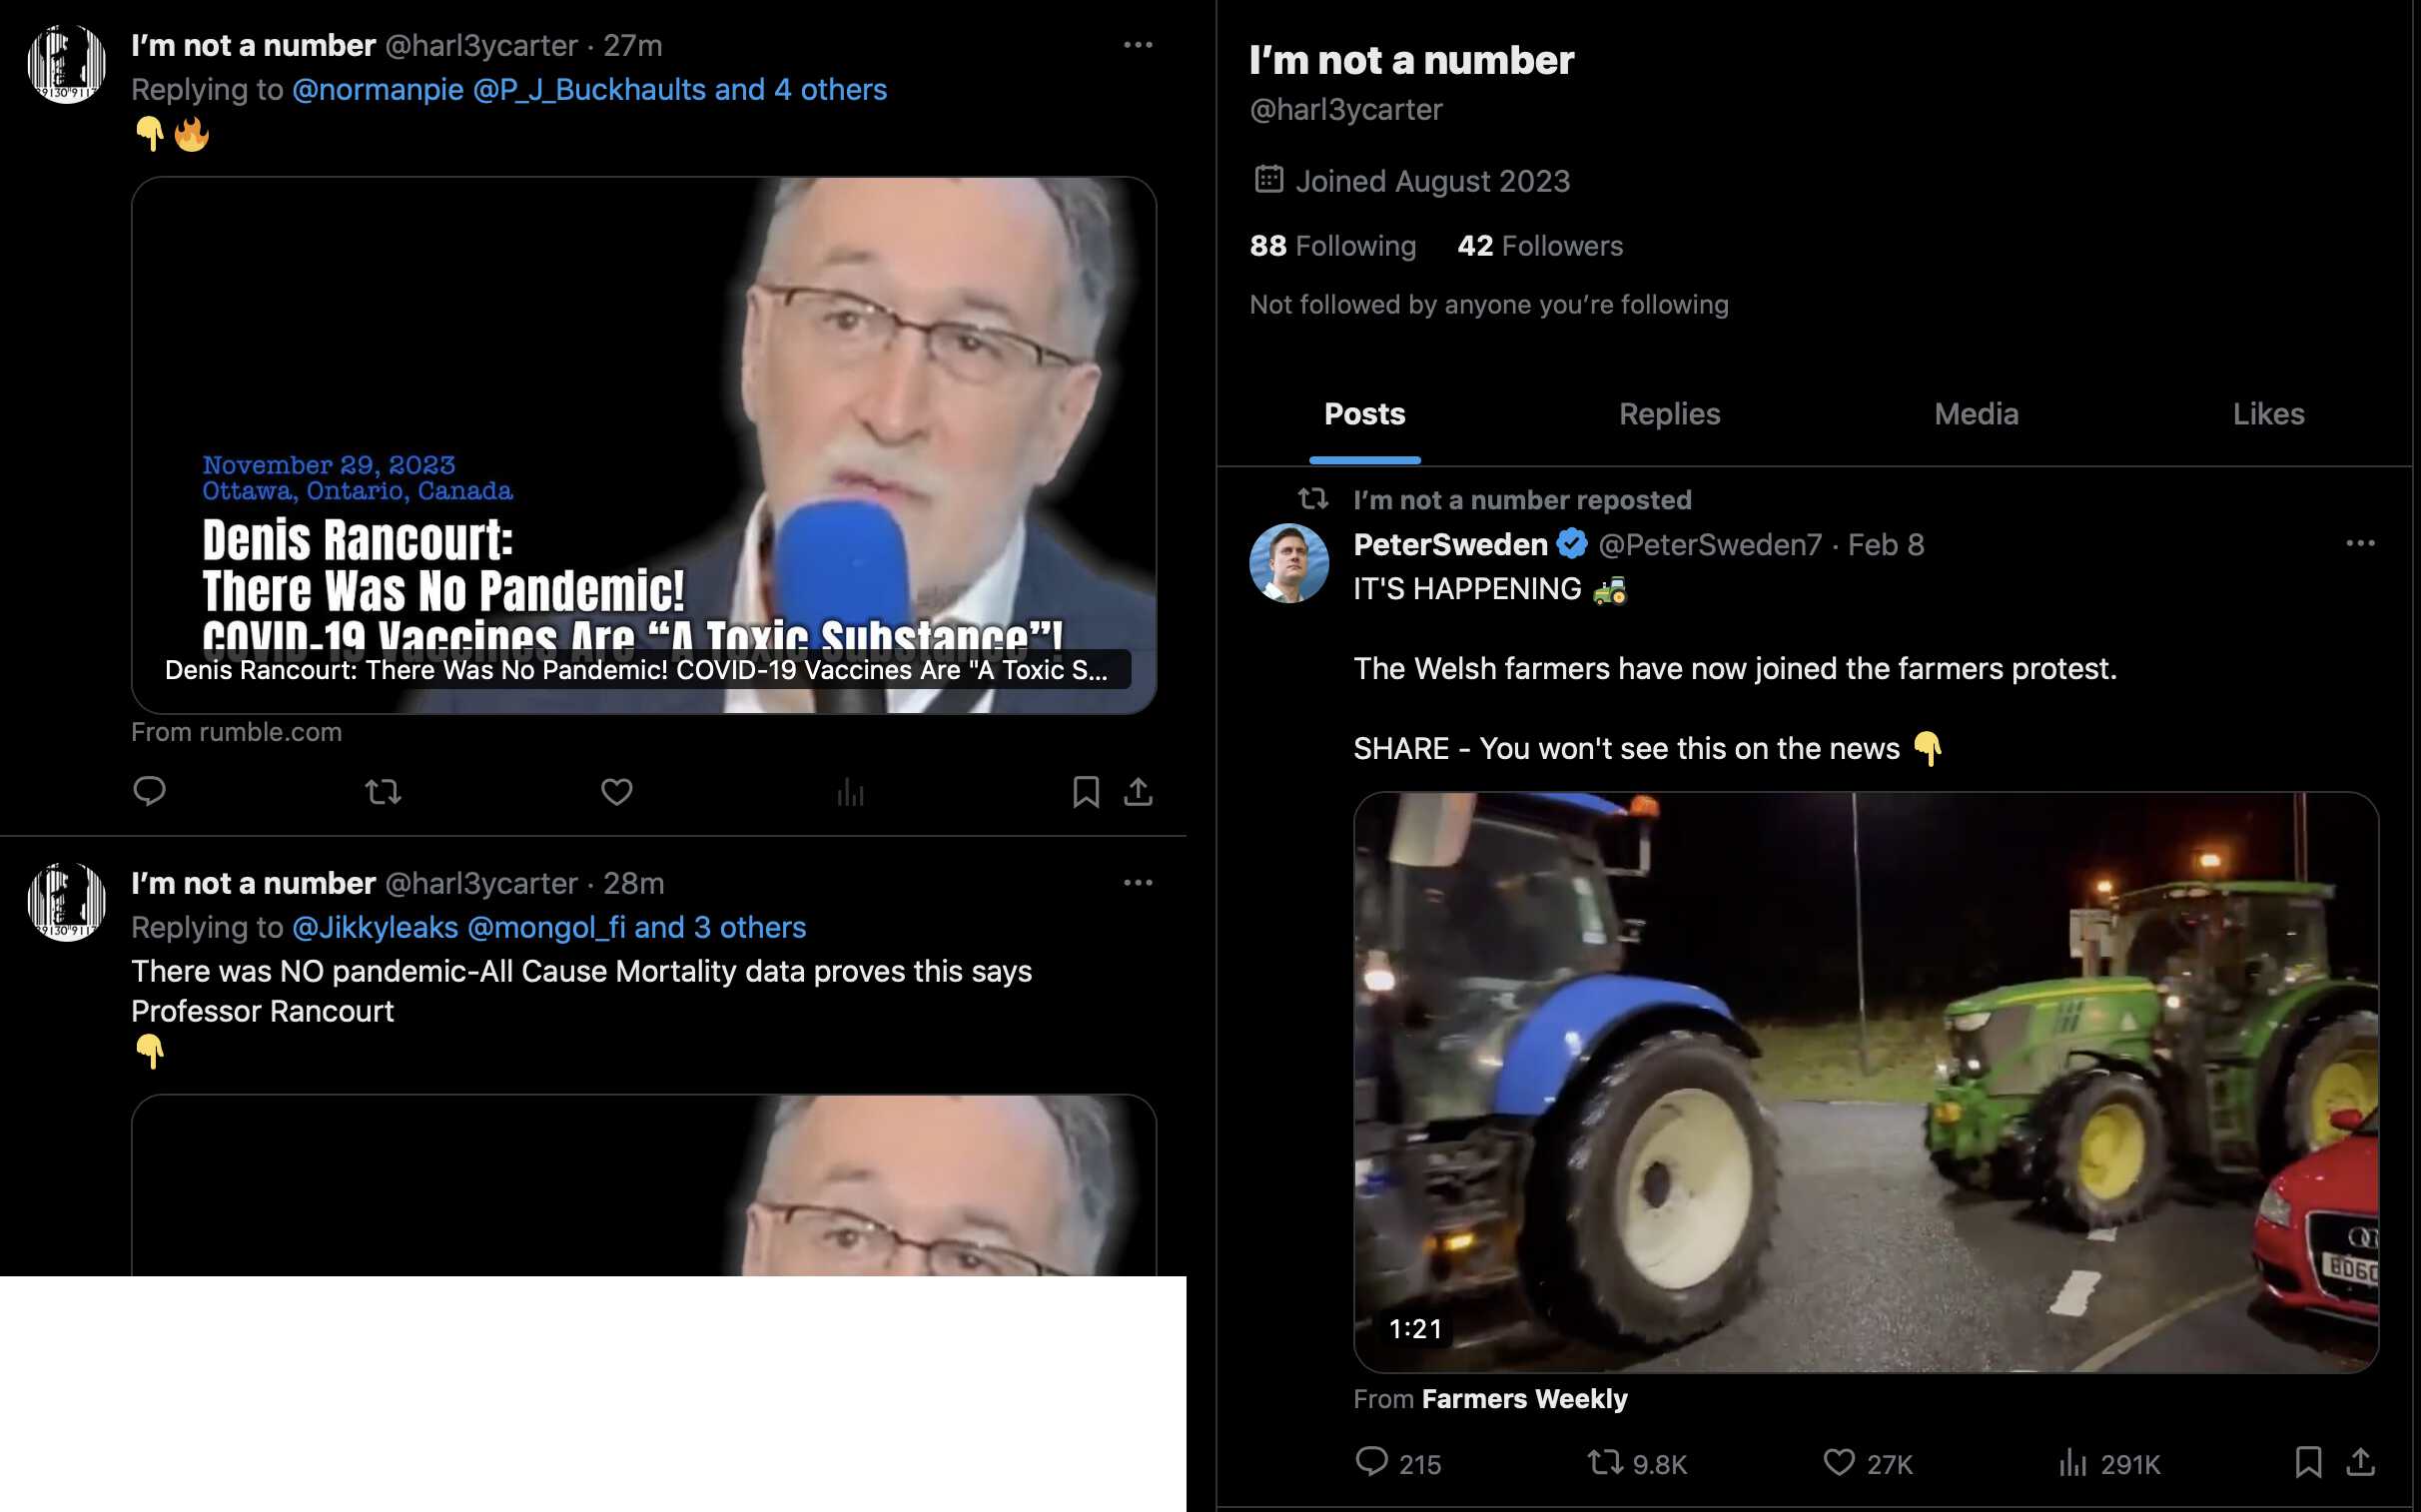 I'm not a number @harl3ycarter · 27m
Replying to @normanpie @P_J_Buckhaults and 4 others
👇🔥
November 29, 2023
Ottawa, Ontario, Canada
Denis Rancourt:
There Was No Pandemic!
COVID-19 Vaccines Are “A Toxic Substance”!
Denis Rancourt: There Was No Pandemic! COVID-19 Vaccines Are "A Toxic S...
From rumble.com
I'm not a number @harl3ycarter · 28m
Replying to @Jikkyleaks @mongol_fi and 3 others
There was NO pandemic-All Cause Mortality data proves this says
Professor Rancourt
👇
I'm not a number
@harl3ycarter
Joined August 2023
88 Following 42 Followers
Not followed by anyone you're following
Posts Replies Media Likes
I'm not a number reposted
PeterSweden @PeterSweden7 · Feb 8
IT'S HAPPENING 🚜
The Welsh farmers have now joined the farmers protest.
SHARE - You won't see this on the news 👇
1:21
From Farmers Weekly
215 9.8K 27K 291K